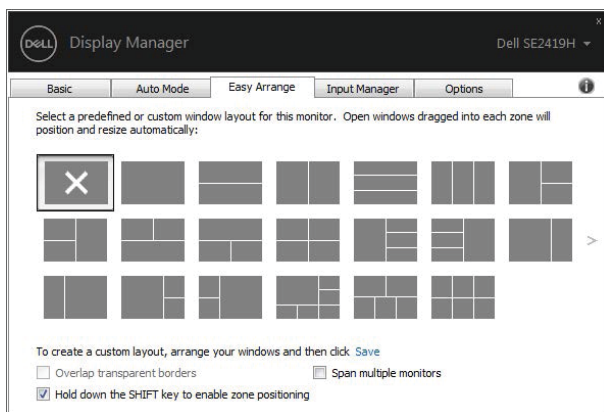 x
DELL Display Manager Dell SE2419H
Basic Auto Mode Easy Arrange Input Manager Options i
Select a predefined or custom window layout for this monitor. Open windows dragged into each zone will
position and resize automatically:
>
To create a custom layout, arrange your windows and then click Save
Overlap transparent borders Span multiple monitors
Hold down the SHIFT key to enable zone positioning